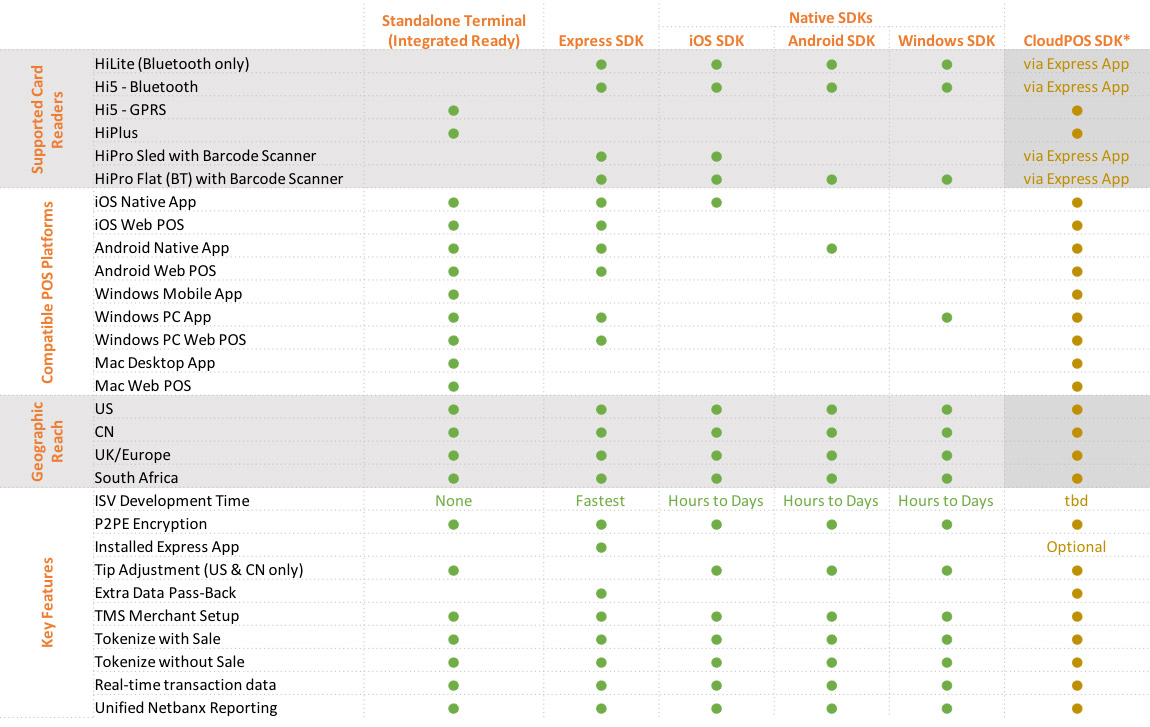 Native SDKs
Standalone Terminal
(Integrated Ready) Express SDK iOS SDK Android SDK Windows SDK CloudPOS SDK*
Supported Card
Readers
HiLite (Bluetooth only) via Express App
Hi5 - Bluetooth via Express App
Hi5 - GPRS
HiPlus
HiPro Sled with Barcode Scanner via Express App
HiPro Flat (BT) with Barcode Scanner via Express App
Compatible POS Platforms
iOS Native App
iOS Web POS
Android Native App
Android Web POS
Windows Mobile App
Windows PC App
Windows PC Web POS
Mac Desktop App
Mac Web POS
Geographic
Reach
US
CN
UK/Europe
South Africa
Key Features
ISV Development Time None Fastest Hours to Days Hours to Days Hours to Days tbd
P2PE Encryption
Installed Express App Optional
Tip Adjustment (US & CN only)
Extra Data Pass-Back
TMS Merchant Setup
Tokenize with Sale
Tokenize without Sale
Real-time transaction data
Unified Netbanx Reporting